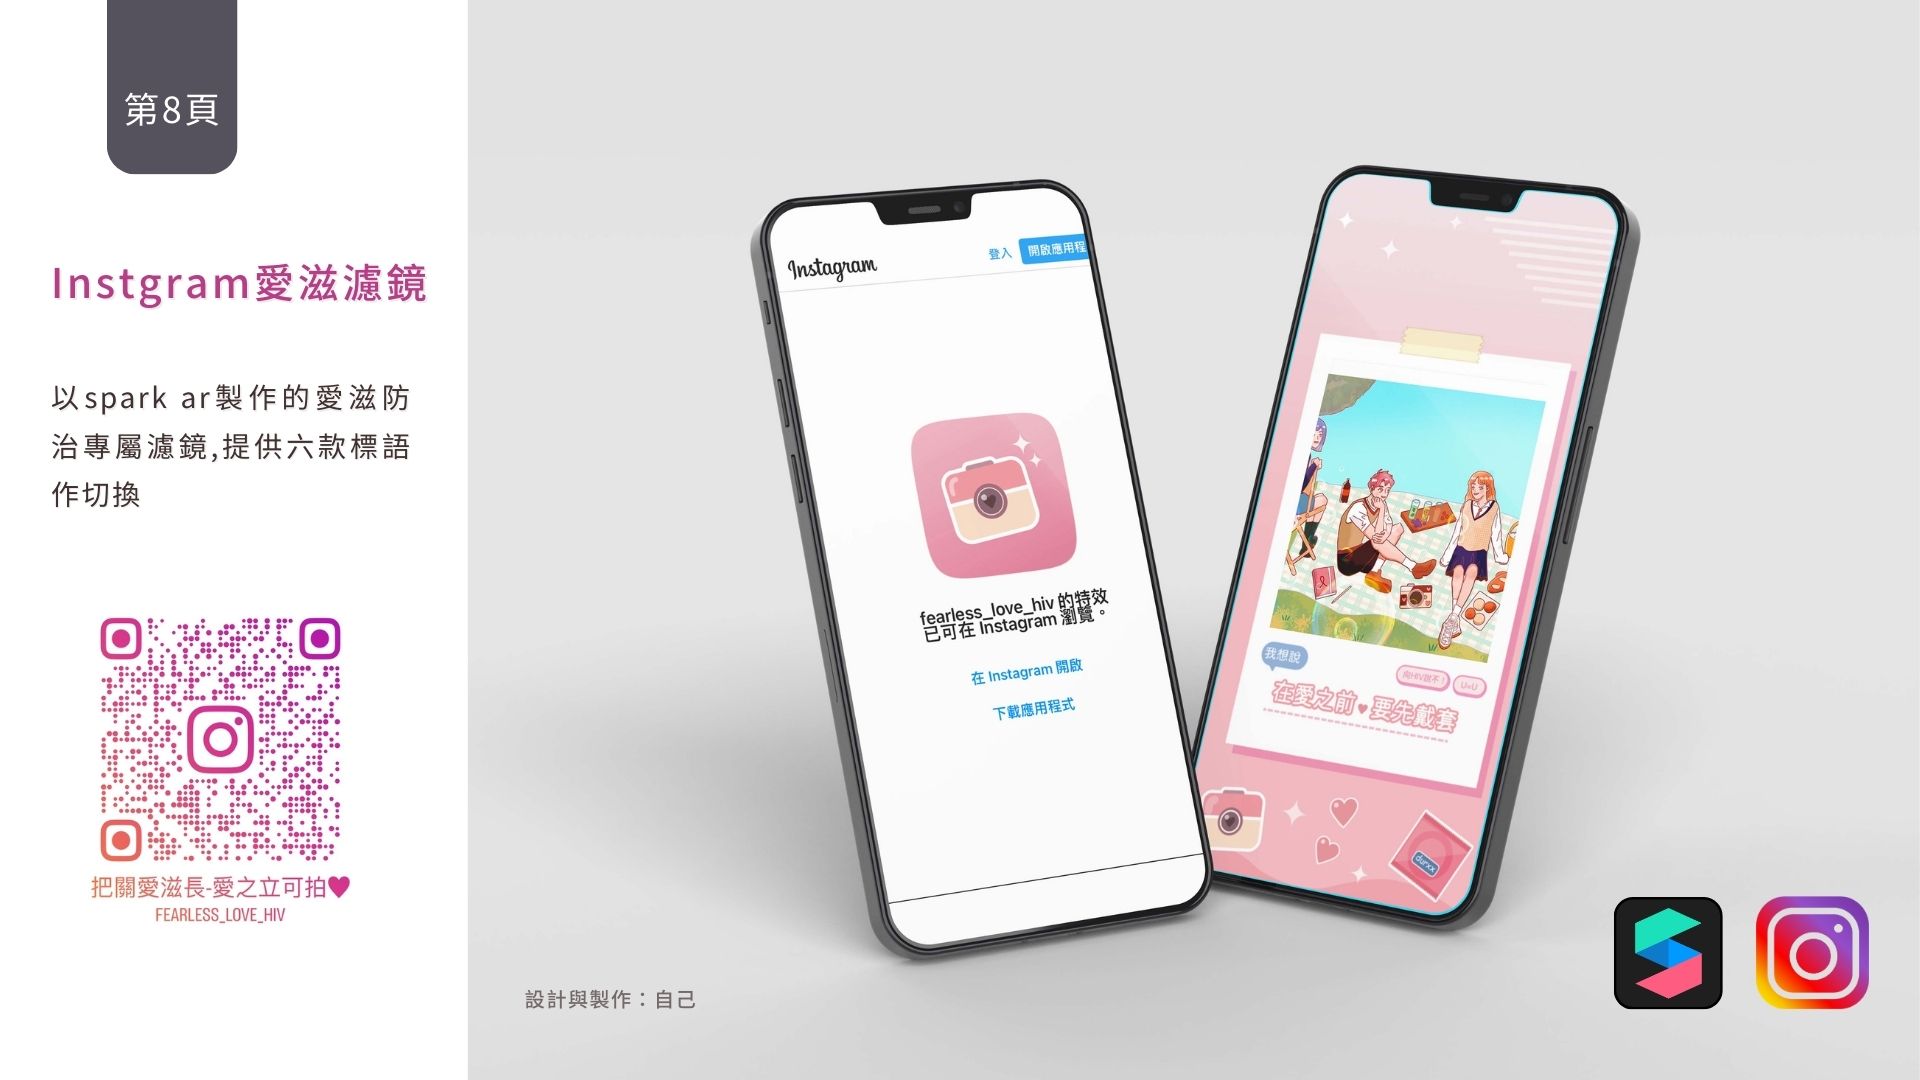 第8頁
Instgram愛滋濾鏡
以spark ar製作的愛滋防
治專屬濾鏡,提供六款標語
作切換
把關愛滋長-愛之立可拍♥
FEARLESS_LOVE_HIV
Instagram
登入
開啟應用程
fearless_love_hiv 的特效
已可在 Instagram 瀏覽。
在 Instagram 開啟
下載應用程式
我想說
向HIV說不!
U=U
在愛之前♥要先戴套
durxx
設計與製作：自己